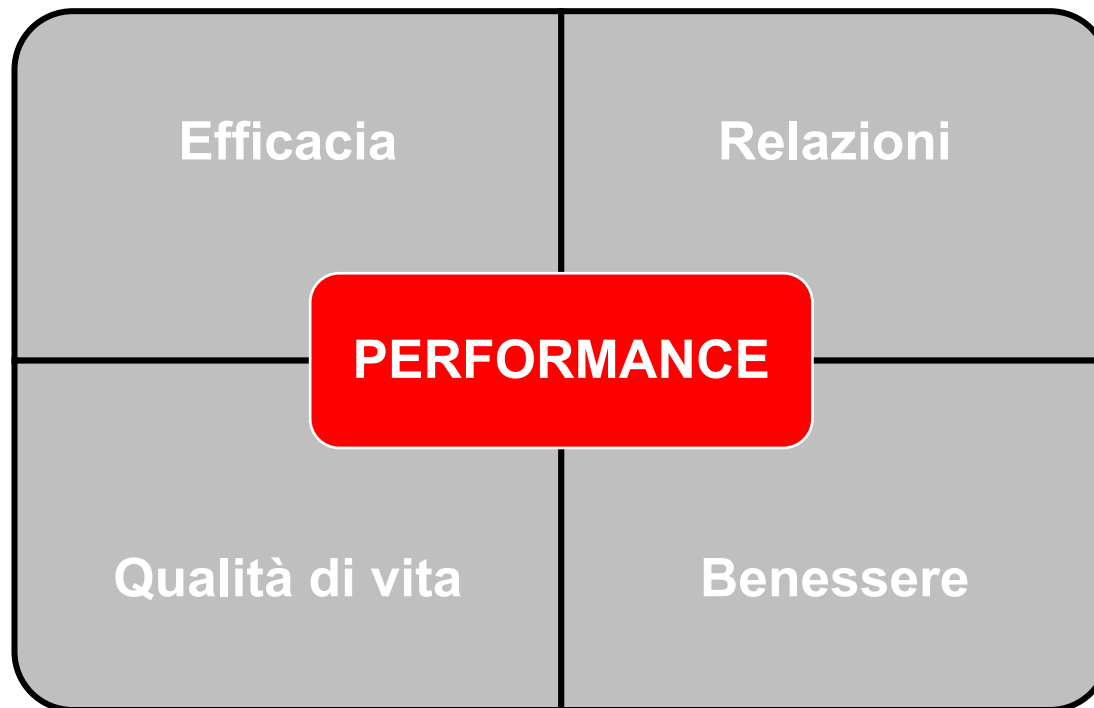 Efficacia
Relazioni
PERFORMANCE
Qualità di vita
Benessere